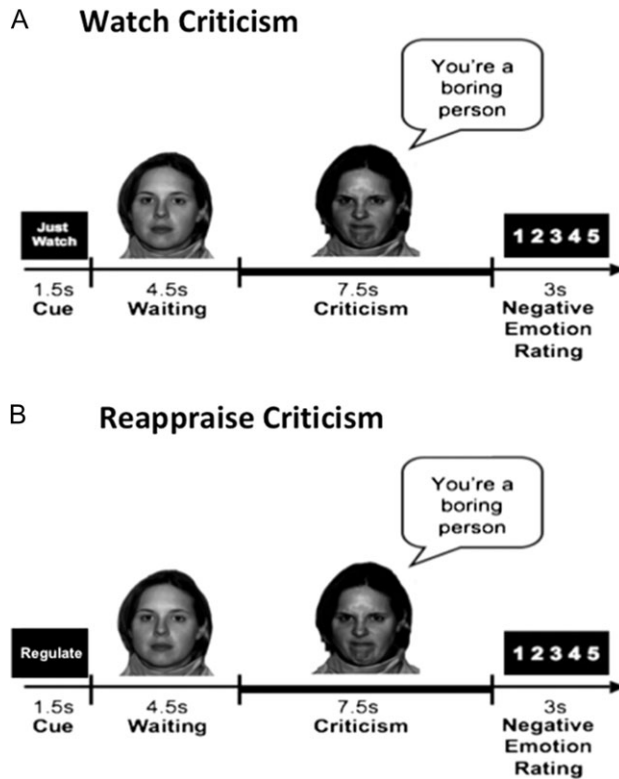 A
Watch Criticism
You're a
boring
person
Just
Watch
1 2 3 4 5
1.5s
4.5s
7.5s
3s
Cue
Waiting
Criticism
Negative
Emotion
Rating
B
Reappraise Criticism
You're a
boring
person
Regulate
1 2 3 4 5
1.5s
4.5s
7.5s
3s
Cue
Waiting
Criticism
Negative
Emotion
Rating